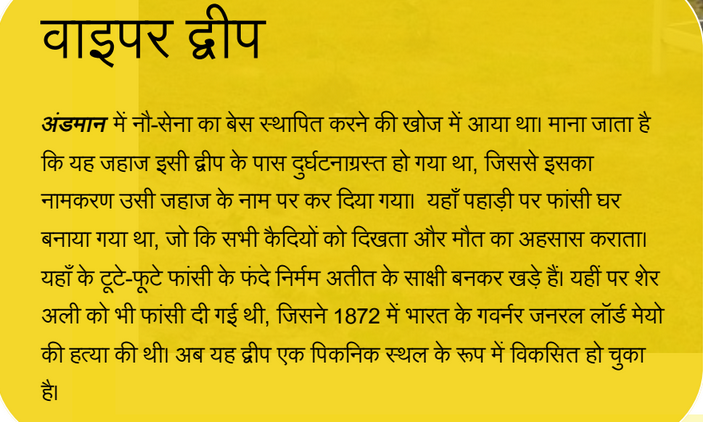 वाइपर द्वीप
अंडमान में नौ-सेना का बेस स्थापित करने की खोज में आया था। माना जाता है
कि यह जहाज इसी द्वीप के पास दुर्घटनाग्रस्त हो गया था, जिससे इसका
नामकरण उसी जहाज के नाम पर कर दिया गया। यहाँ पहाड़ी पर फांसी घर
बनाया गया था, जो कि सभी कैदियों को दिखता और मौत का अहसास कराता।
यहाँ के टूटे-फूटे फांसी के फंदे निर्मम अतीत के साक्षी बनकर खड़े हैं। यहीं पर शेर
अली को भी फांसी दी गई थी, जिसने 1872 में भारत के गवर्नर जनरल लॉर्ड मेयो
की हत्या की थी। अब यह द्वीप एक पिकनिक स्थल के रूप में विकसित हो चुका
है।